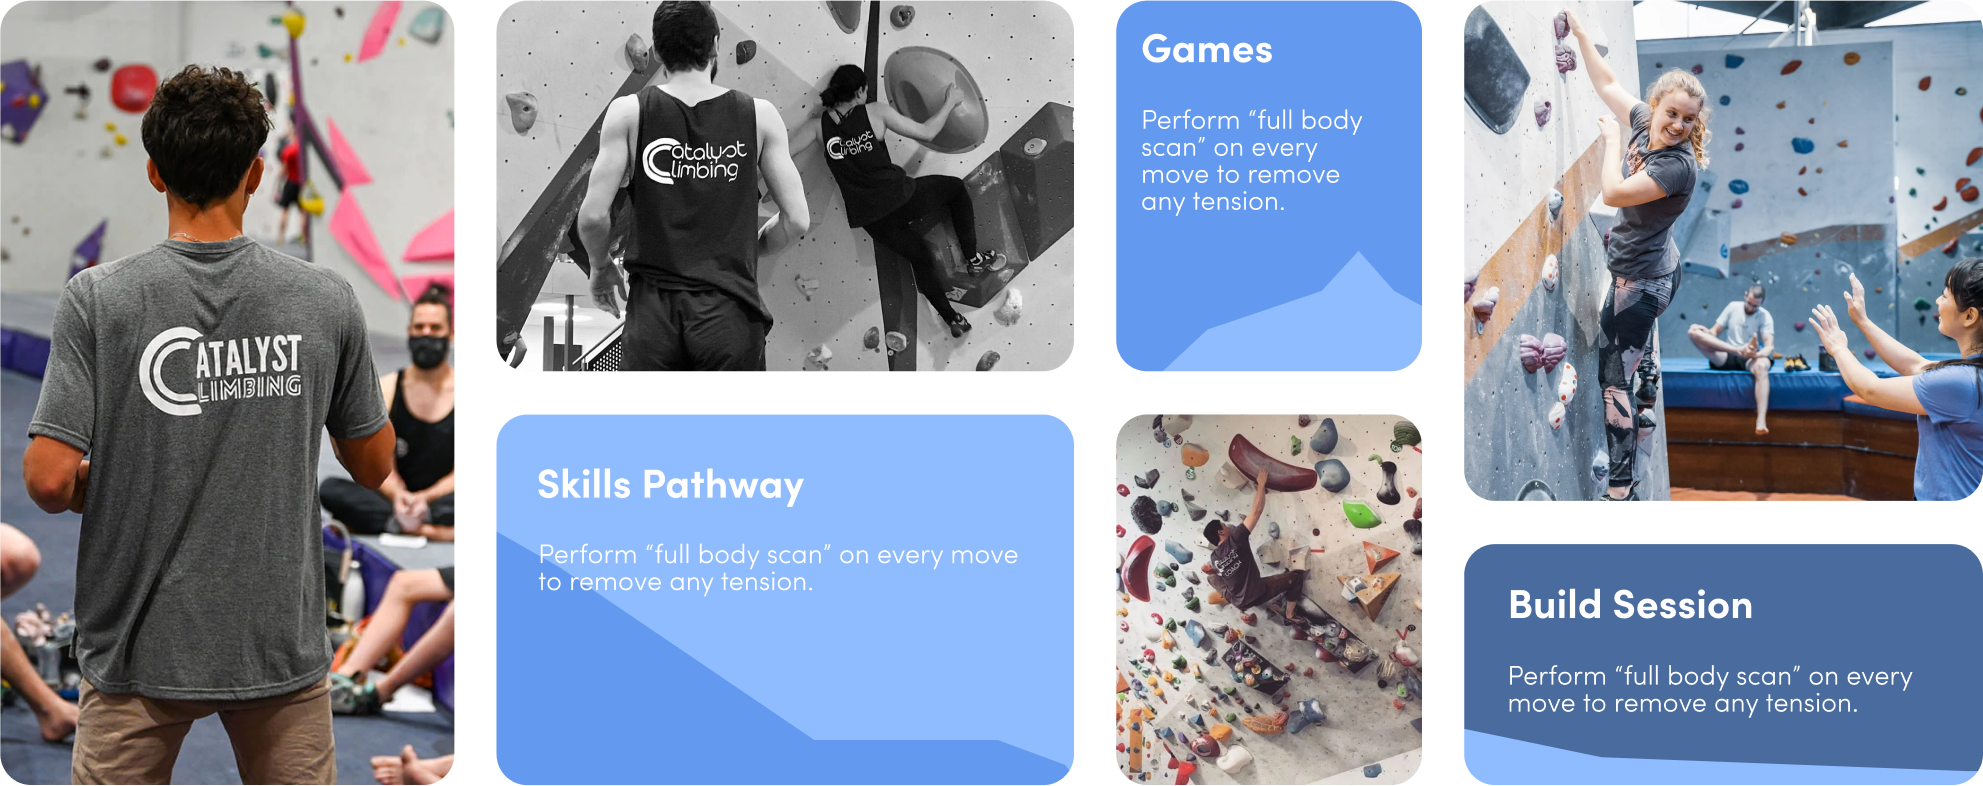 CATALYST
CLIMBING
Catalyst
Climbing
Catalyst
Climbing
Games
Perform “full body
scan” on every
move to remove
any tension.
Skills Pathway
Perform “full body scan” on every move
to remove any tension.
COACH
Build Session
Perform “full body scan” on every
move to remove any tension.